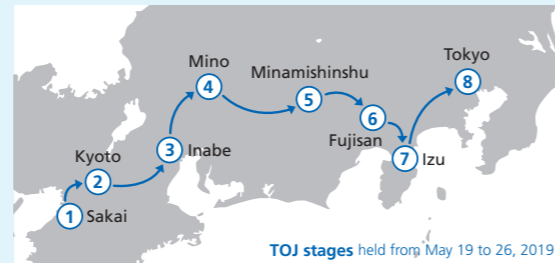 Tokyo
8
Mino
4
Minamishinshu
5
6
Fujisan
7 Izu
3 Inabe
Kyoto
2
1 Sakai
TOJ stages held from May 19 to 26, 2019